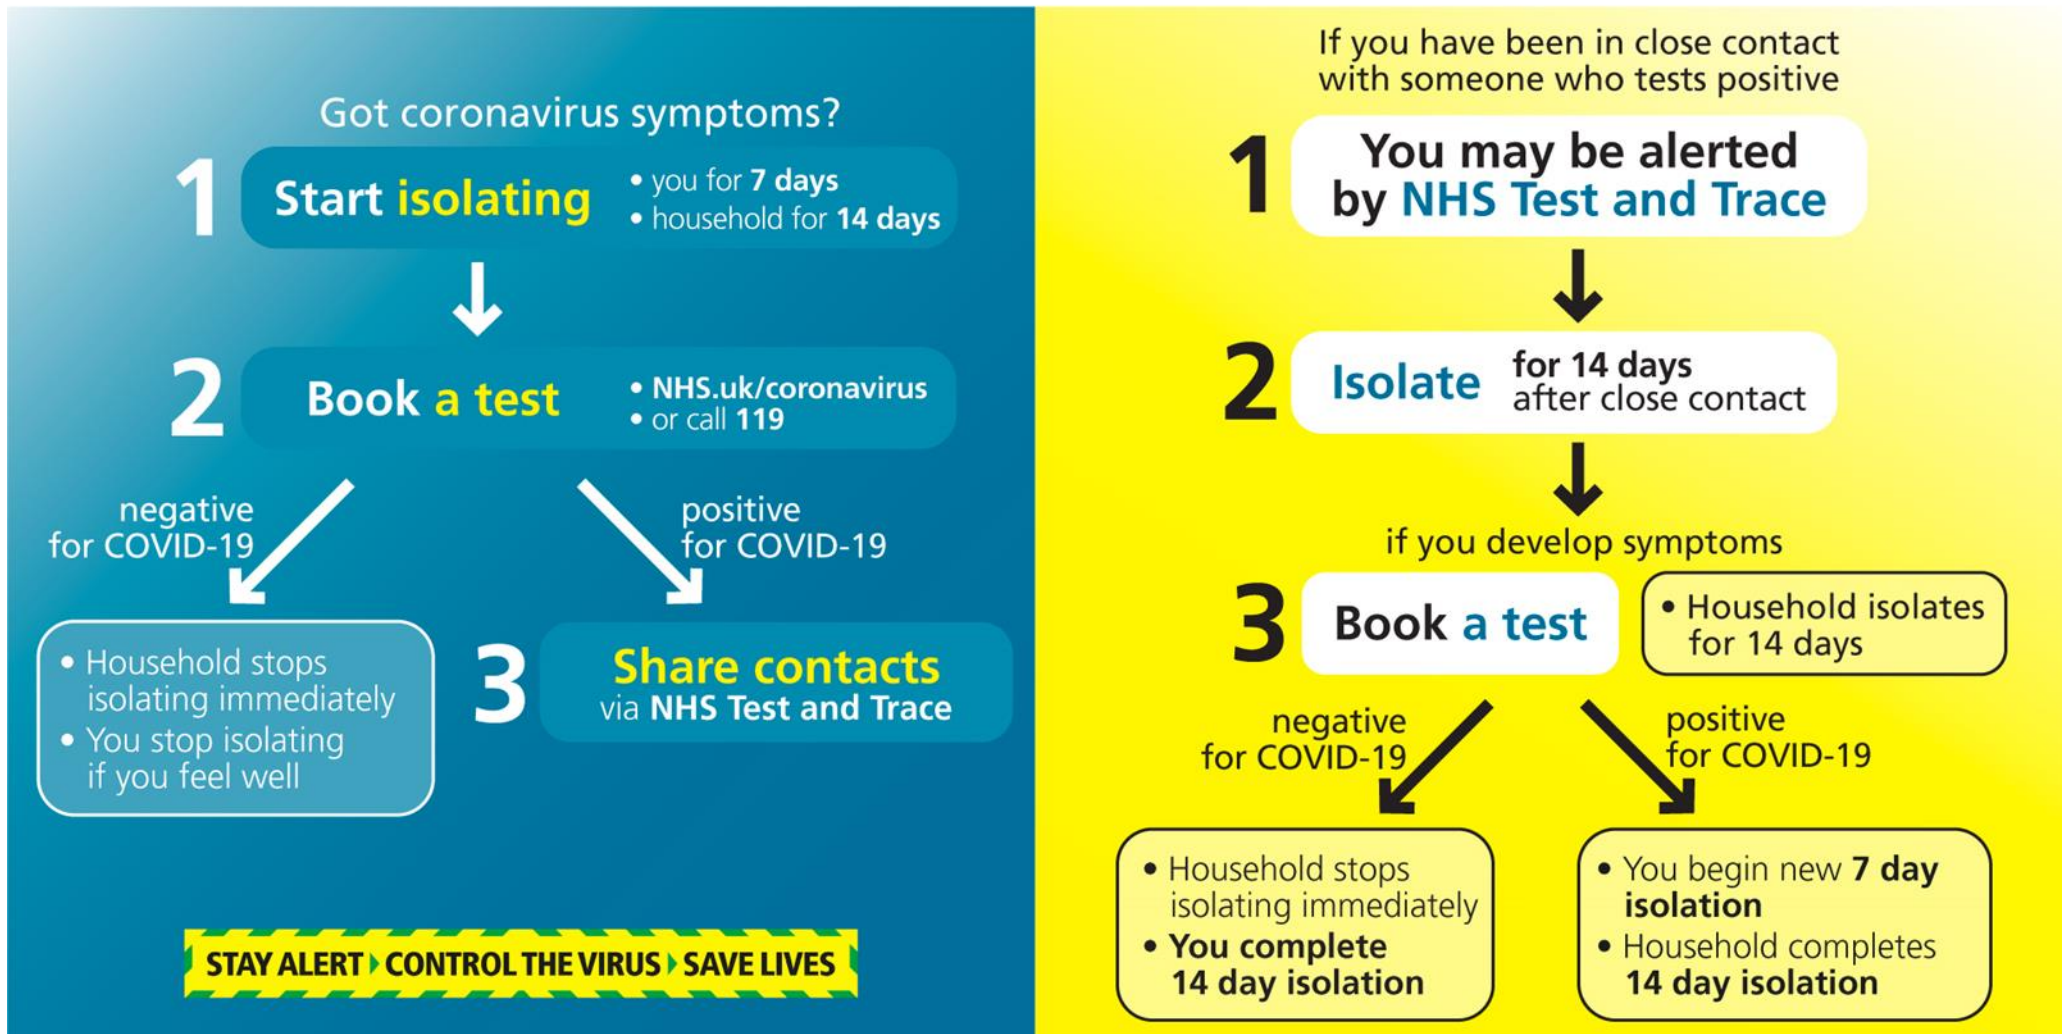 Got coronavirus symptoms?
1
Start isolating
• you for 7 days
• household for 14 days
2
Book a test
• NHS.uk/coronavirus
• or call 119
negative
for COVID-19
positive
for COVID-19
• Household stops
isolating immediately
• You stop isolating
if you feel well
3
Share contacts
via NHS Test and Trace
STAY ALERT CONTROL THE VIRUS SAVE LIVES
If you have been in close contact
with someone who tests positive
1
You may be alerted
by NHS Test and Trace
2
Isolate
for 14 days
after close contact
if you develop symptoms
3
Book a test
• Household isolates
for 14 days
negative
for COVID-19
positive
for COVID-19
• Household stops
isolating immediately
• You complete
14 day isolation
• You begin new 7 day
isolation
• Household completes
14 day isolation